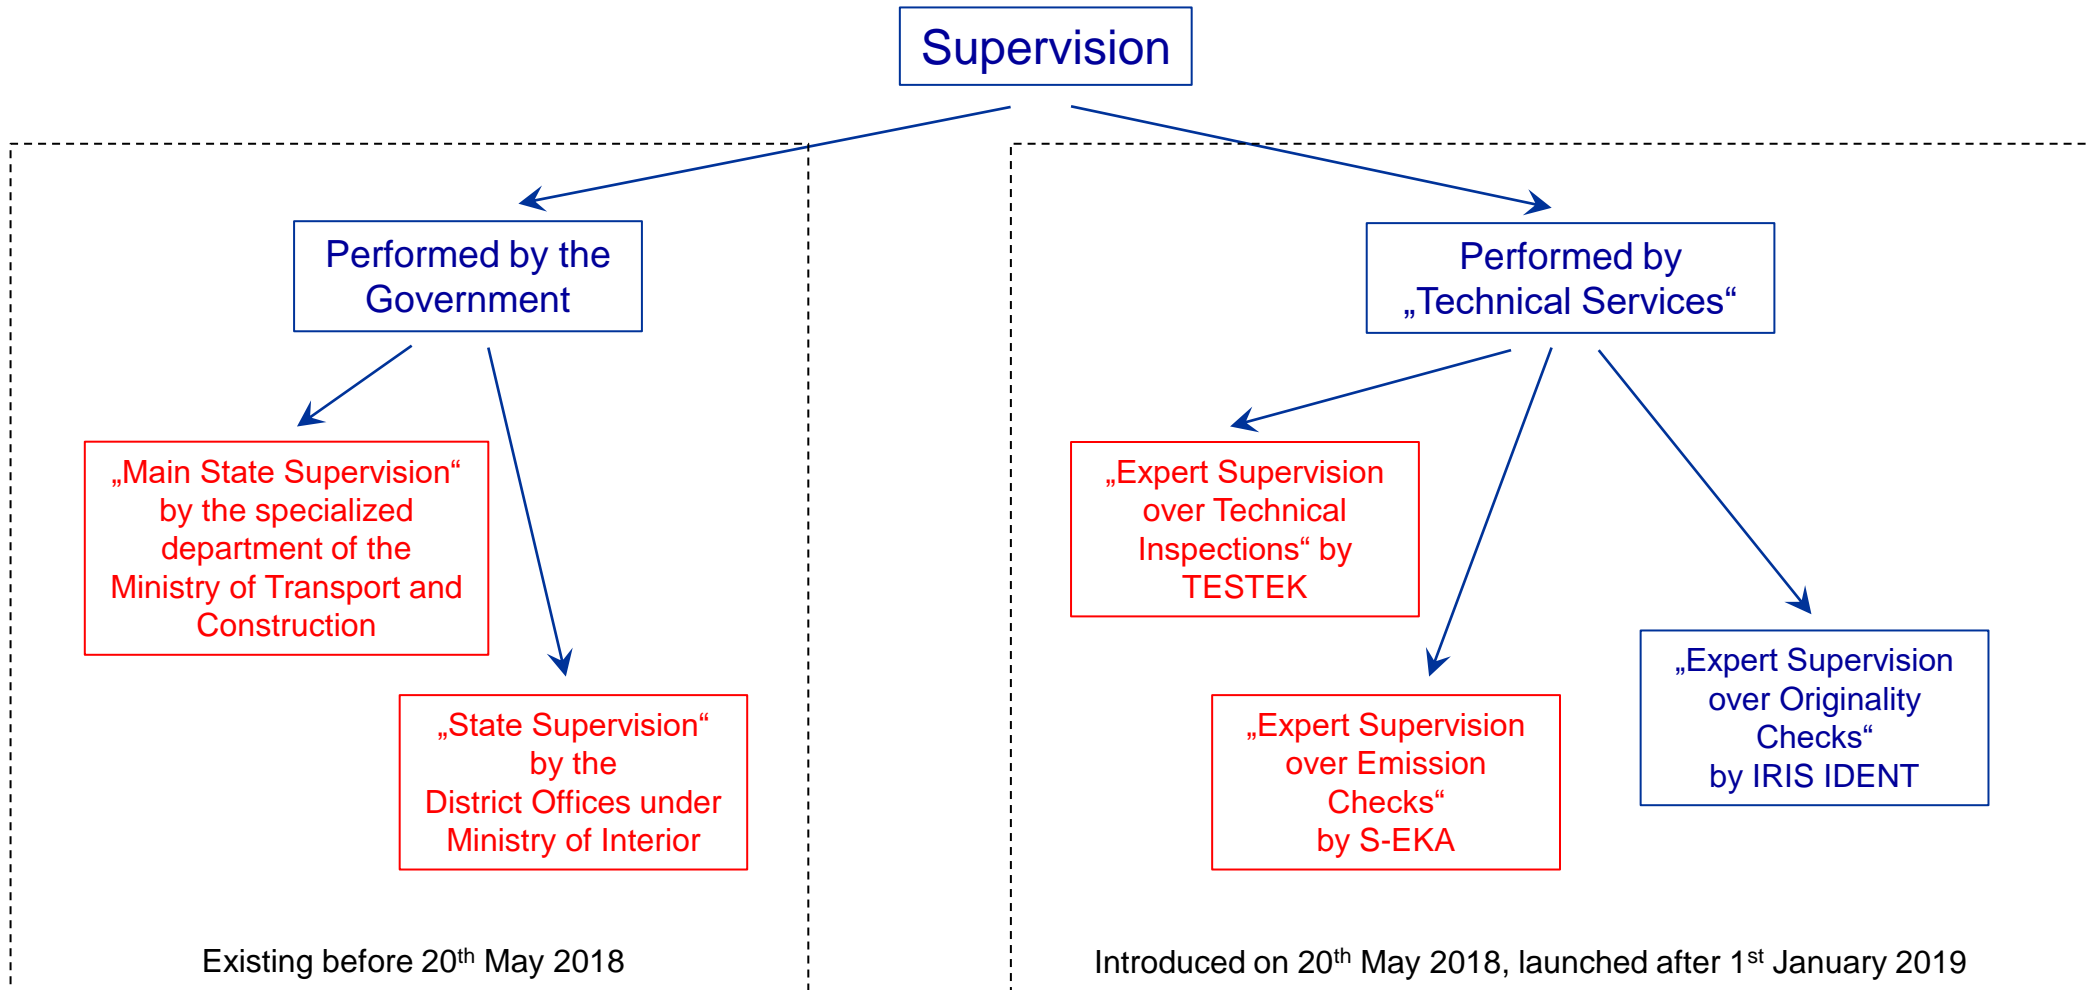 Supervision
Performed by the
Government
Performed by
„Technical Services“
„Main State Supervision“
by the specialized
department of the
Ministry of Transport and
Construction
„State Supervision“
by the
District Offices under
Ministry of Interior
„Expert Supervision
over Technical
Inspections“ by
TESTEK
„Expert Supervision
over Emission
Checks“
by S-EKA
„Expert Supervision
over Originality
Checks“
by IRIS IDENT
Existing before 20th May 2018
Introduced on 20th May 2018, launched after 1st January 2019